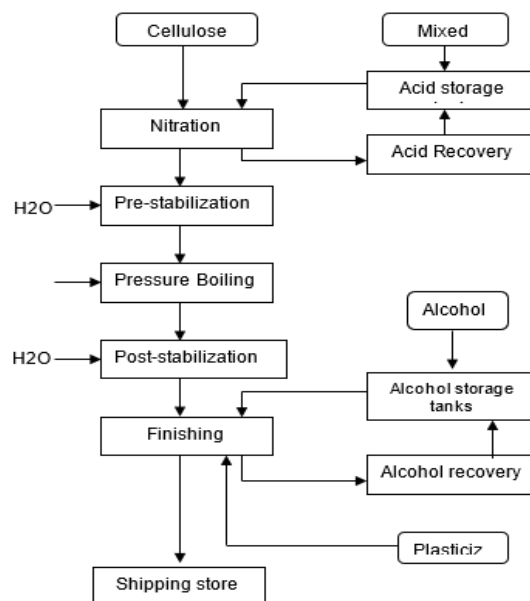 Cellulose
Mixed
Acid storage
Nitration
Acid Recovery
H2O
Pre-stabilization
Pressure Boiling
Alcohol
H2O
Post-stabilization
Alcohol storage
tanks
Finishing
Alcohol recovery
Plasticiz
Shipping store